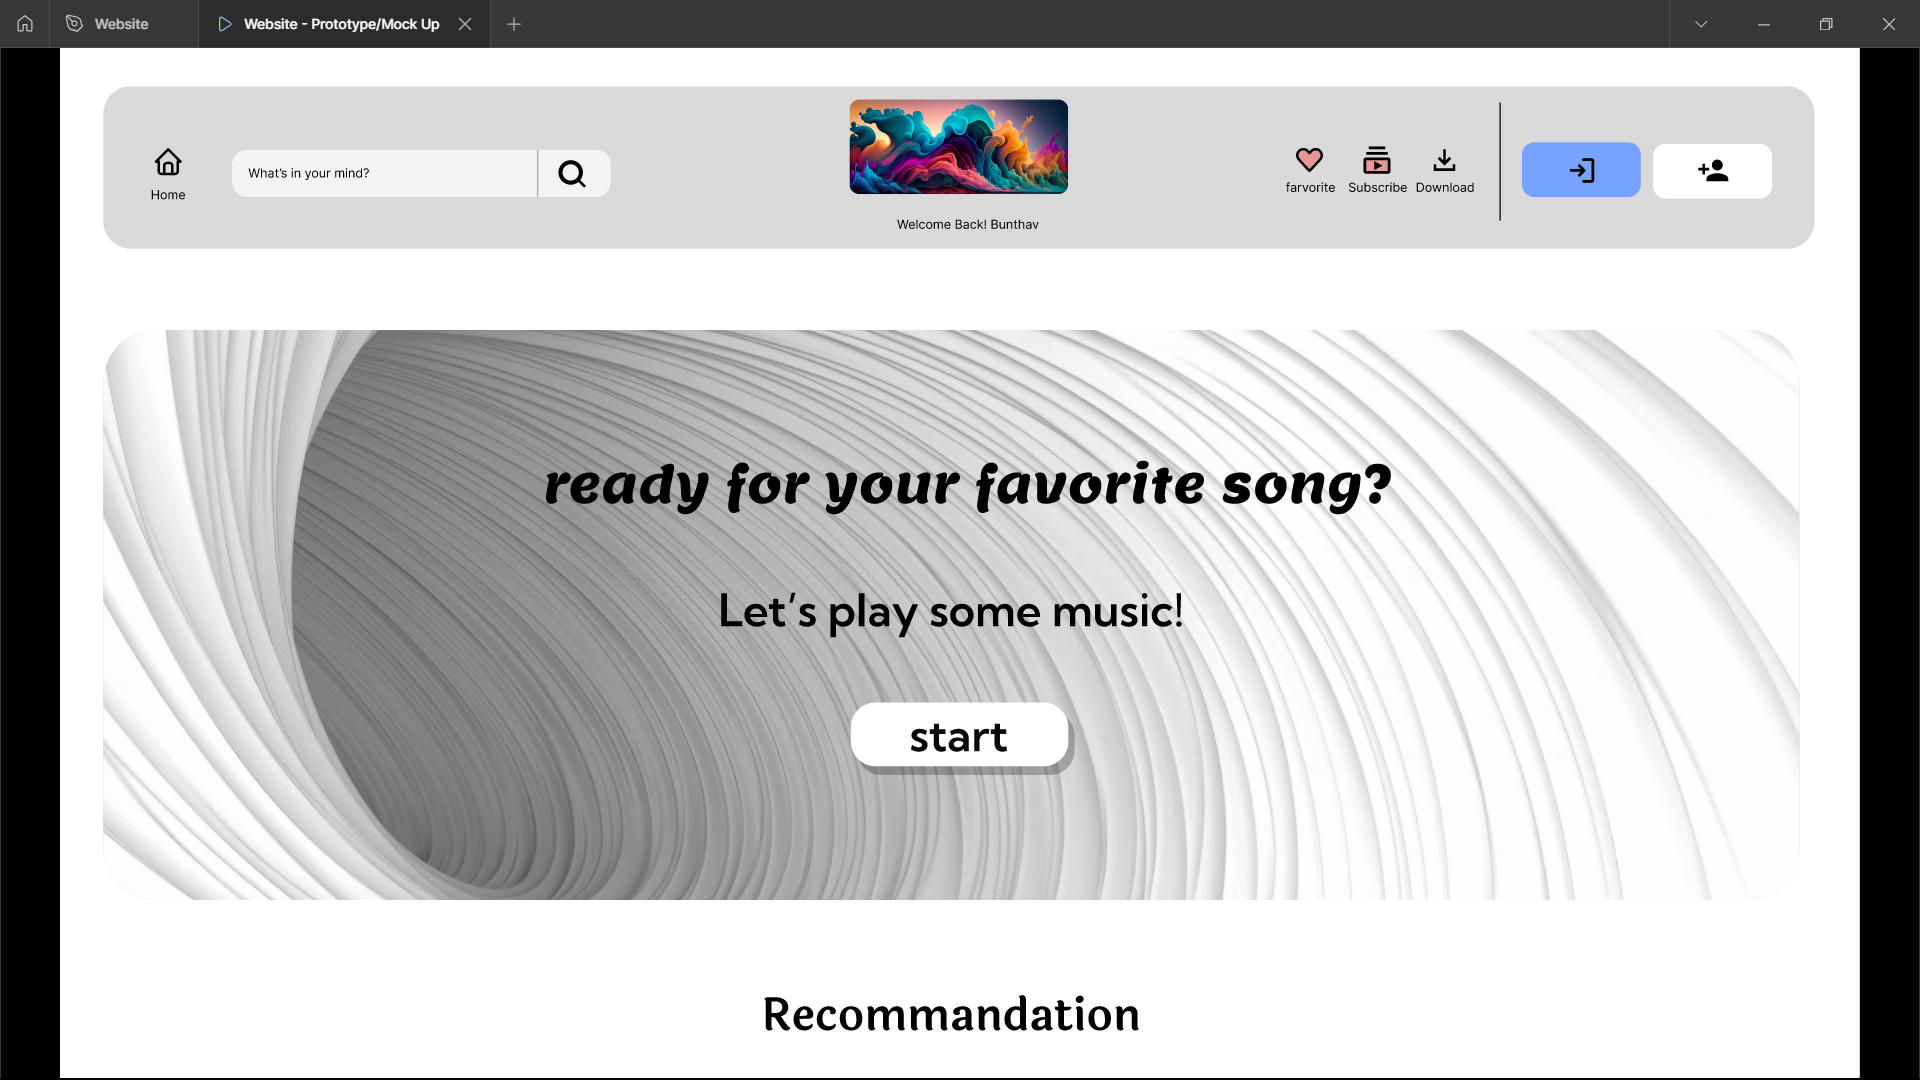 Website
Website - Prototype/Mock Up
Home
What's in your mind?
Welcome Back! Bunthav
farvorite
Subscribe
Download
ready for your favorite song?
Let's play some music!
start
Recommandation